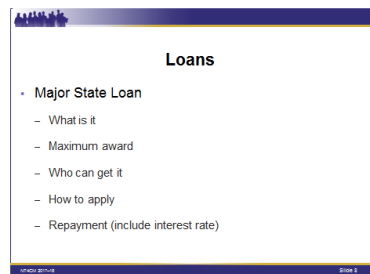 Loans
• Major State Loan
– What is it
– Maximum award
– Who can get it
– How to apply
– Repayment (include interest rate)
Slide 8